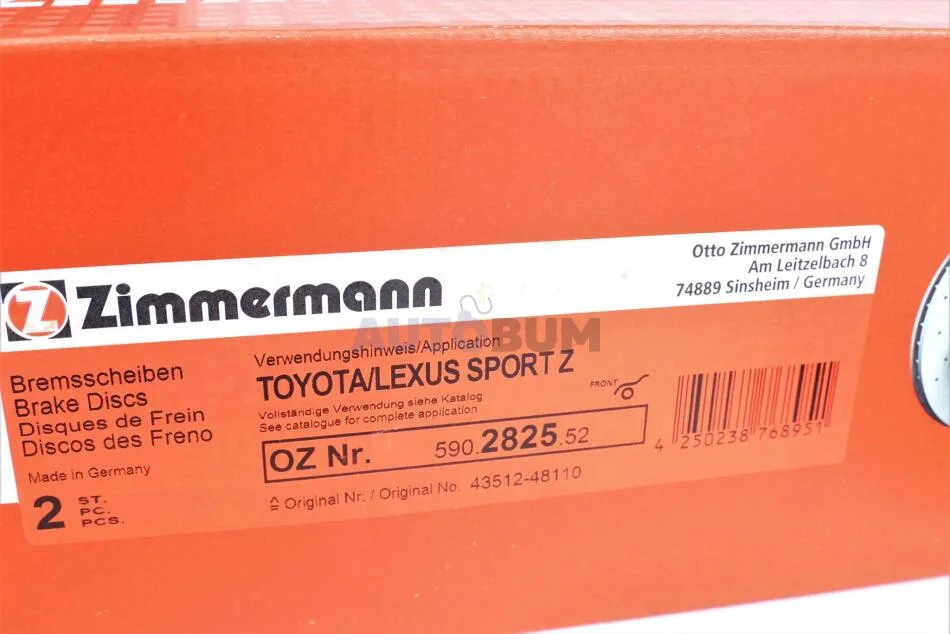 Otto Zimmermann GmbH
Am Leitzelbach 8
74889 Sinsheim / Germany
Z Zimmermann
AUTOBUM
Bremsscheiben
Brake Discs
Disques de Frein
Discos des Freno
Made in Germany
2 ST.
PC.
PCS.
Verwendungshinweis/Application
TOYOTA/LEXUS SPORT Z
Vollständige Verwendung siehe Katalog
See catalogue for complete application
FRONT
OZ Nr. 590.2825.52
≙ Original Nr. / Original No. 43512-48110
4 250238 768951